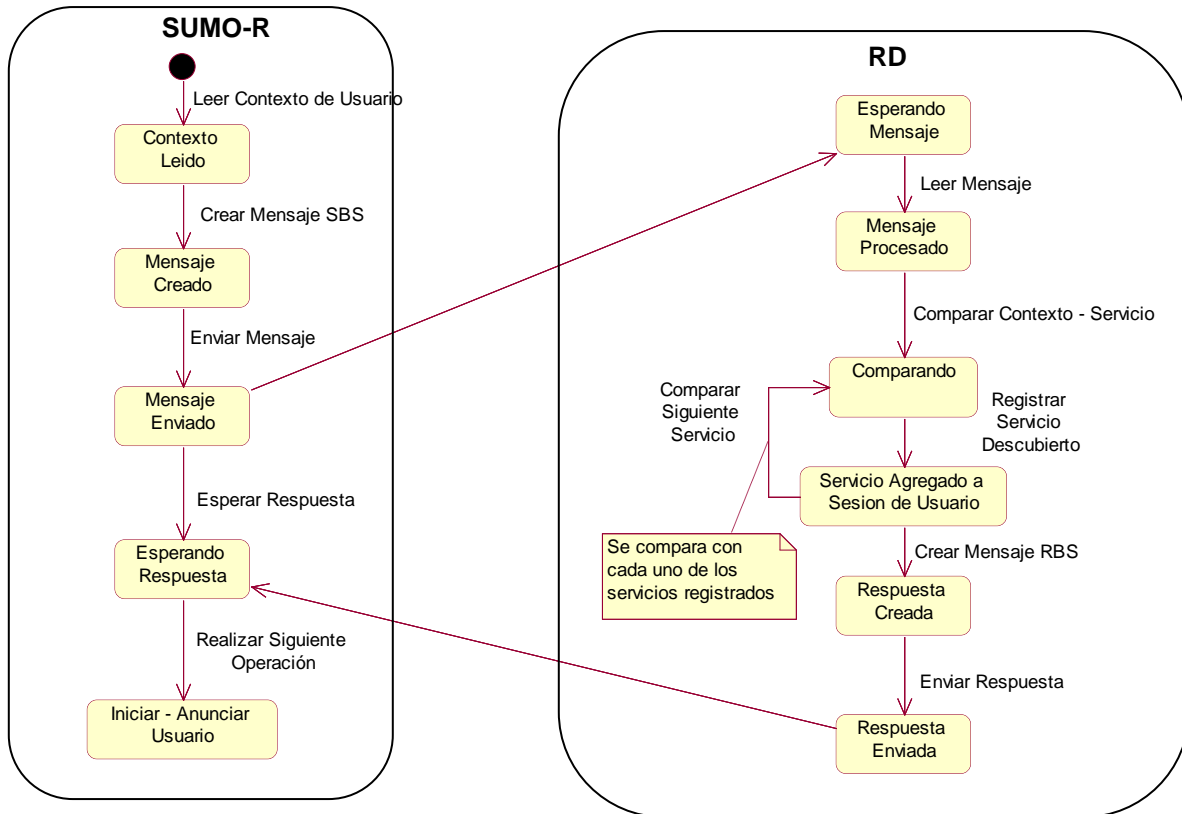 SUMO-R
Leer Contexto de Usuario
Contexto
Leido
Crear Mensaje SBS
Mensaje
Creado
Enviar Mensaje
Mensaje
Enviado
Esperar Respuesta
Esperando
Respuesta
Realizar Siguiente
Operación
Iniciar - Anunciar
Usuario
RD
Esperando
Mensaje
Leer Mensaje
Mensaje
Procesado
Comparar Contexto - Servicio
Comparando
Comparar
Siguiente
Servicio
Registrar
Servicio
Descubierto
Servicio Agregado a
Sesion de Usuario
Se compara con
cada uno de los
servicios registrados
Crear Mensaje RBS
Respuesta
Creada
Enviar Respuesta
Respuesta
Enviada